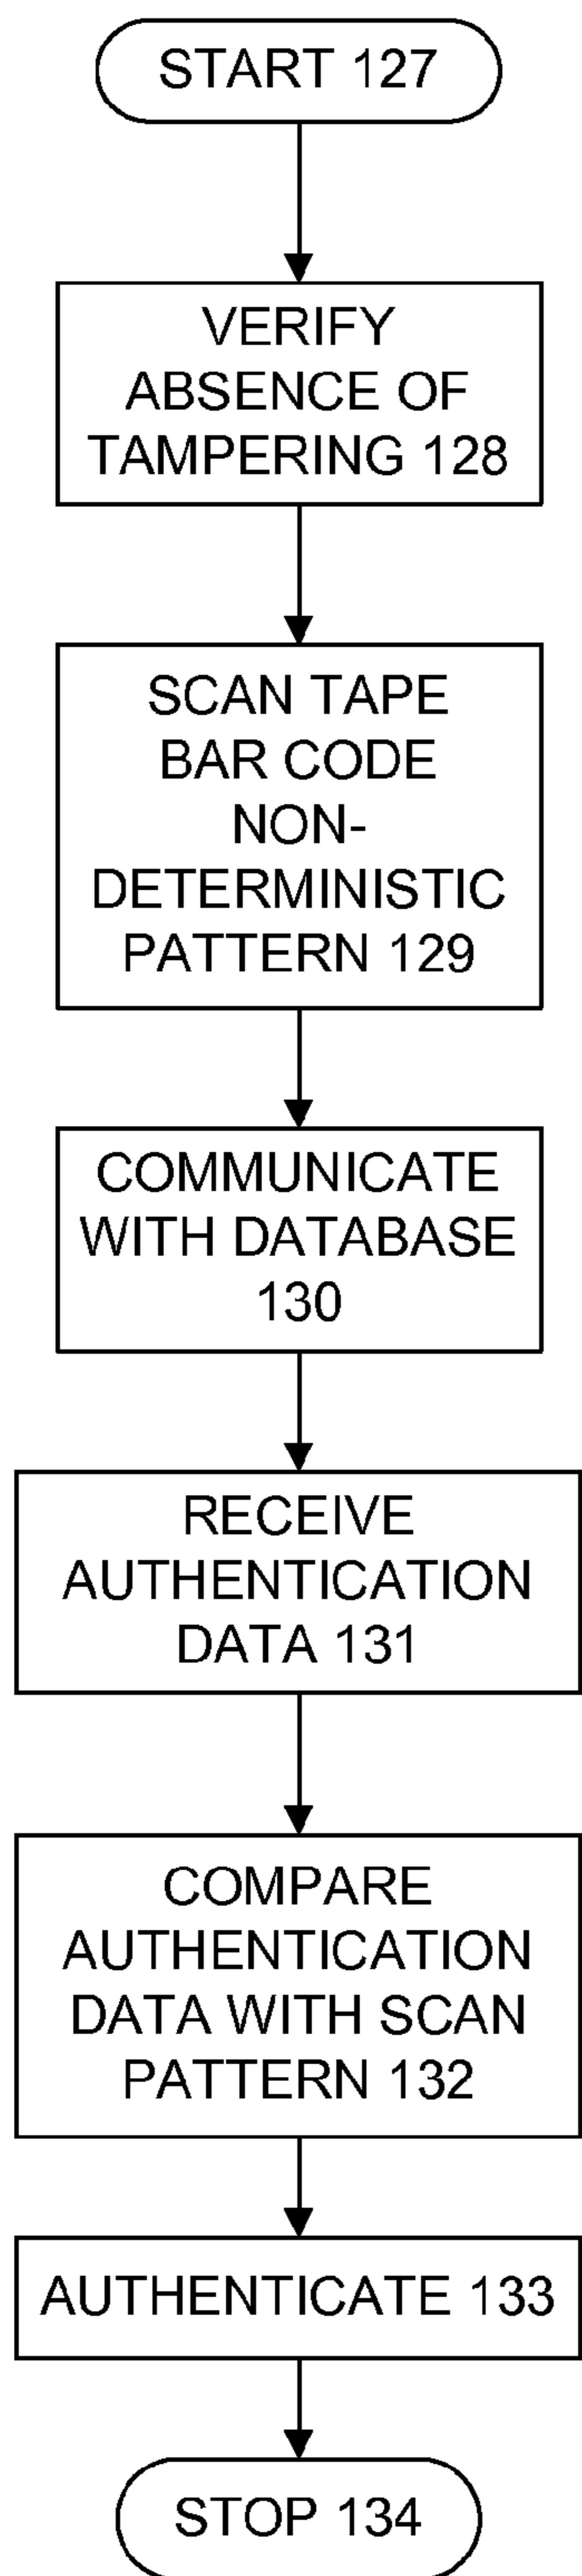 START 127
VERIFY
ABSENCE OF
TAMPERING 128
SCAN TAPE
BAR CODE
NON-
DETERMINISTIC
PATTERN 129
COMMUNICATE
WITH DATABASE
130
RECEIVE
AUTHENTICATION
DATA 131
COMPARE
AUTHENTICATION
DATA WITH SCAN
PATTERN 132
AUTHENTICATE 133
STOP 134